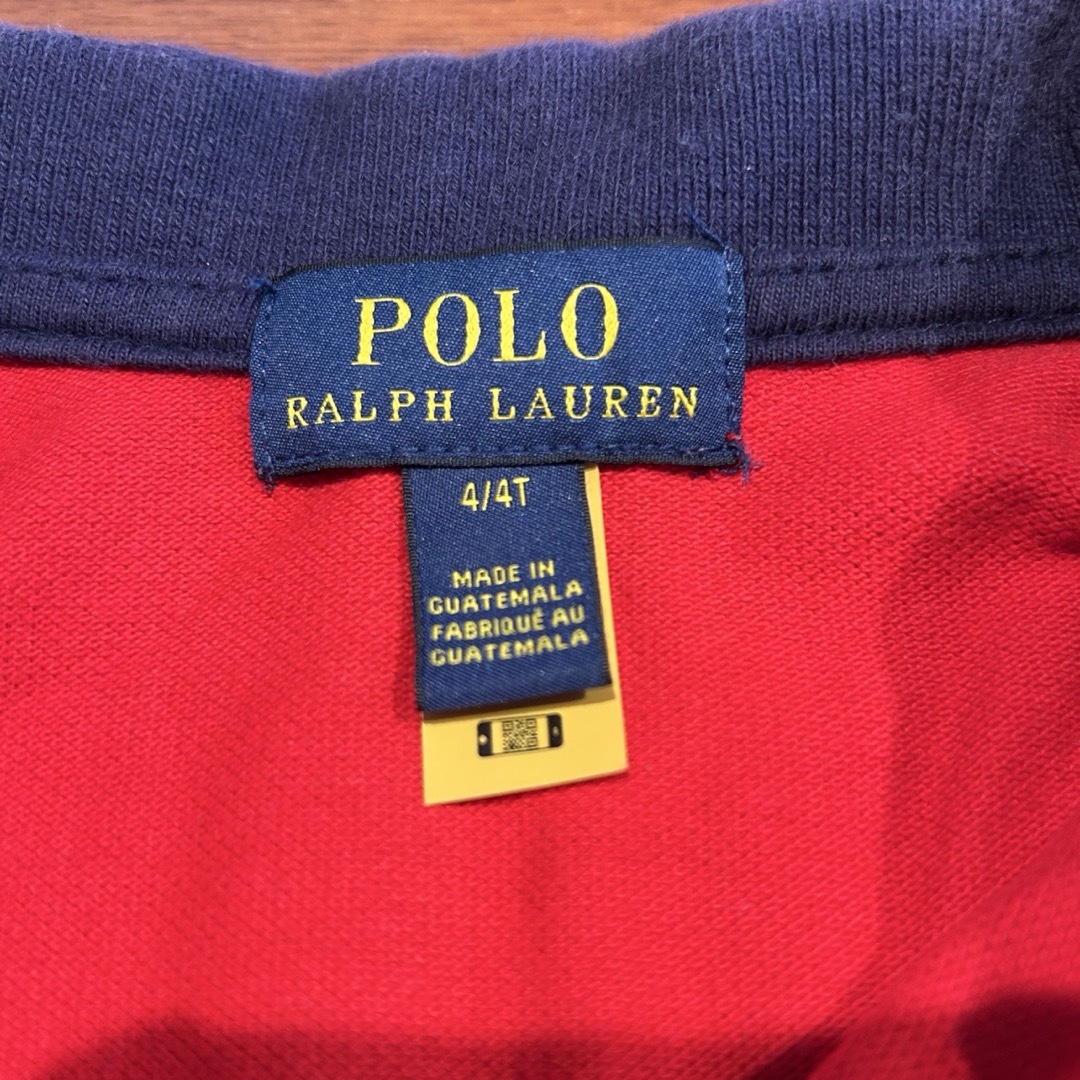 POLO
RALPH LAUREN
4/4T
MADE IN
GUATEMALA
FABRIQUÉ AU
GUATEMALA